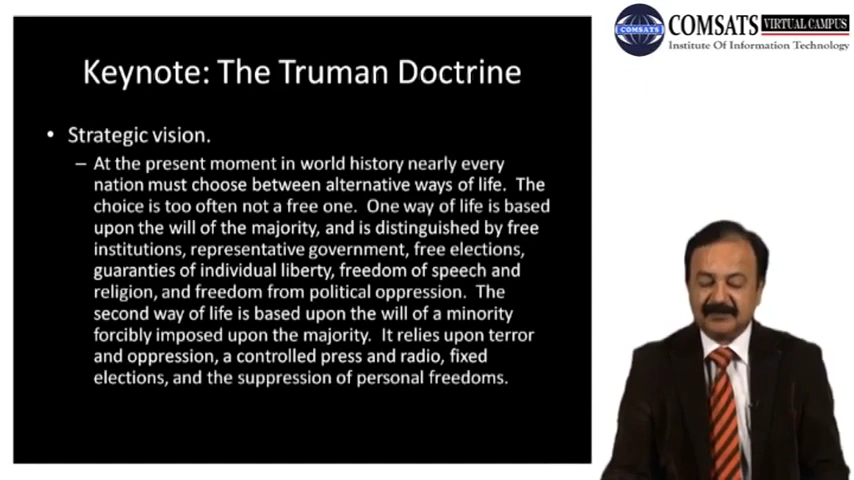 COMSATS VIRTUAL CAMPUS
COMSATS
Institute Of Information Technology
Keynote: The Truman Doctrine
• Strategic vision.
– At the present moment in world history nearly every
nation must choose between alternative ways of life. The
choice is too often not a free one. One way of life is based
upon the will of the majority, and is distinguished by free
institutions, representative government, free elections,
guaranties of individual liberty, freedom of speech and
religion, and freedom from political oppression. The
second way of life is based upon the will of a minority
forcibly imposed upon the majority. It relies upon terror
and oppression, a controlled press and radio, fixed
elections, and the suppression of personal freedoms.